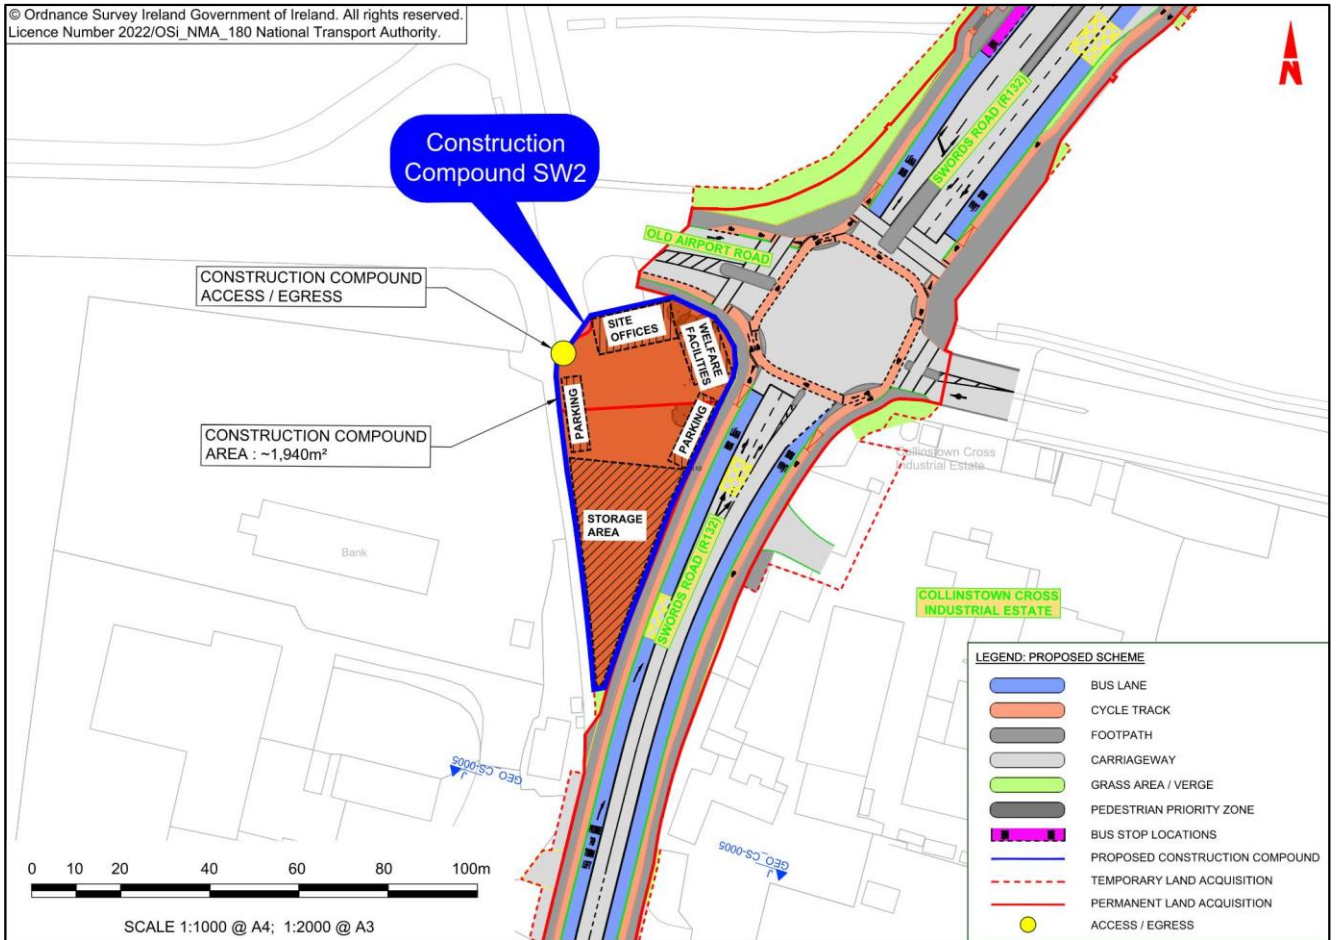 © Ordnance Survey Ireland Government of Ireland. All rights reserved.
Licence Number 2022/OSi_NMA_180 National Transport Authority.
N
Construction
Compound SW2
SWORDS ROAD (R132)
OLD AIRPORT ROAD
CONSTRUCTION COMPOUND
ACCESS / EGRESS
SITE
OFFICES
WELFARE
FACILITIES
PARKING
PARKING
CONSTRUCTION COMPOUND
AREA : ~1,940m²
Collinstown Cross
Industrial Estate
STORAGE
AREA
Bank
SWORDS ROAD (R132)
COLLINSTOWN CROSS
INDUSTRIAL ESTATE
GEO_CS-0005
J
GEO_CS-0005
J
LEGEND: PROPOSED SCHEME
BUS LANE
CYCLE TRACK
FOOTPATH
CARRIAGEWAY
GRASS AREA / VERGE
PEDESTRIAN PRIORITY ZONE
BUS STOP LOCATIONS
PROPOSED CONSTRUCTION COMPOUND
TEMPORARY LAND ACQUISITION
PERMANENT LAND ACQUISITION
ACCESS / EGRESS
0 10 20 40 60 80 100m
SCALE 1:1000 @ A4; 1:2000 @ A3